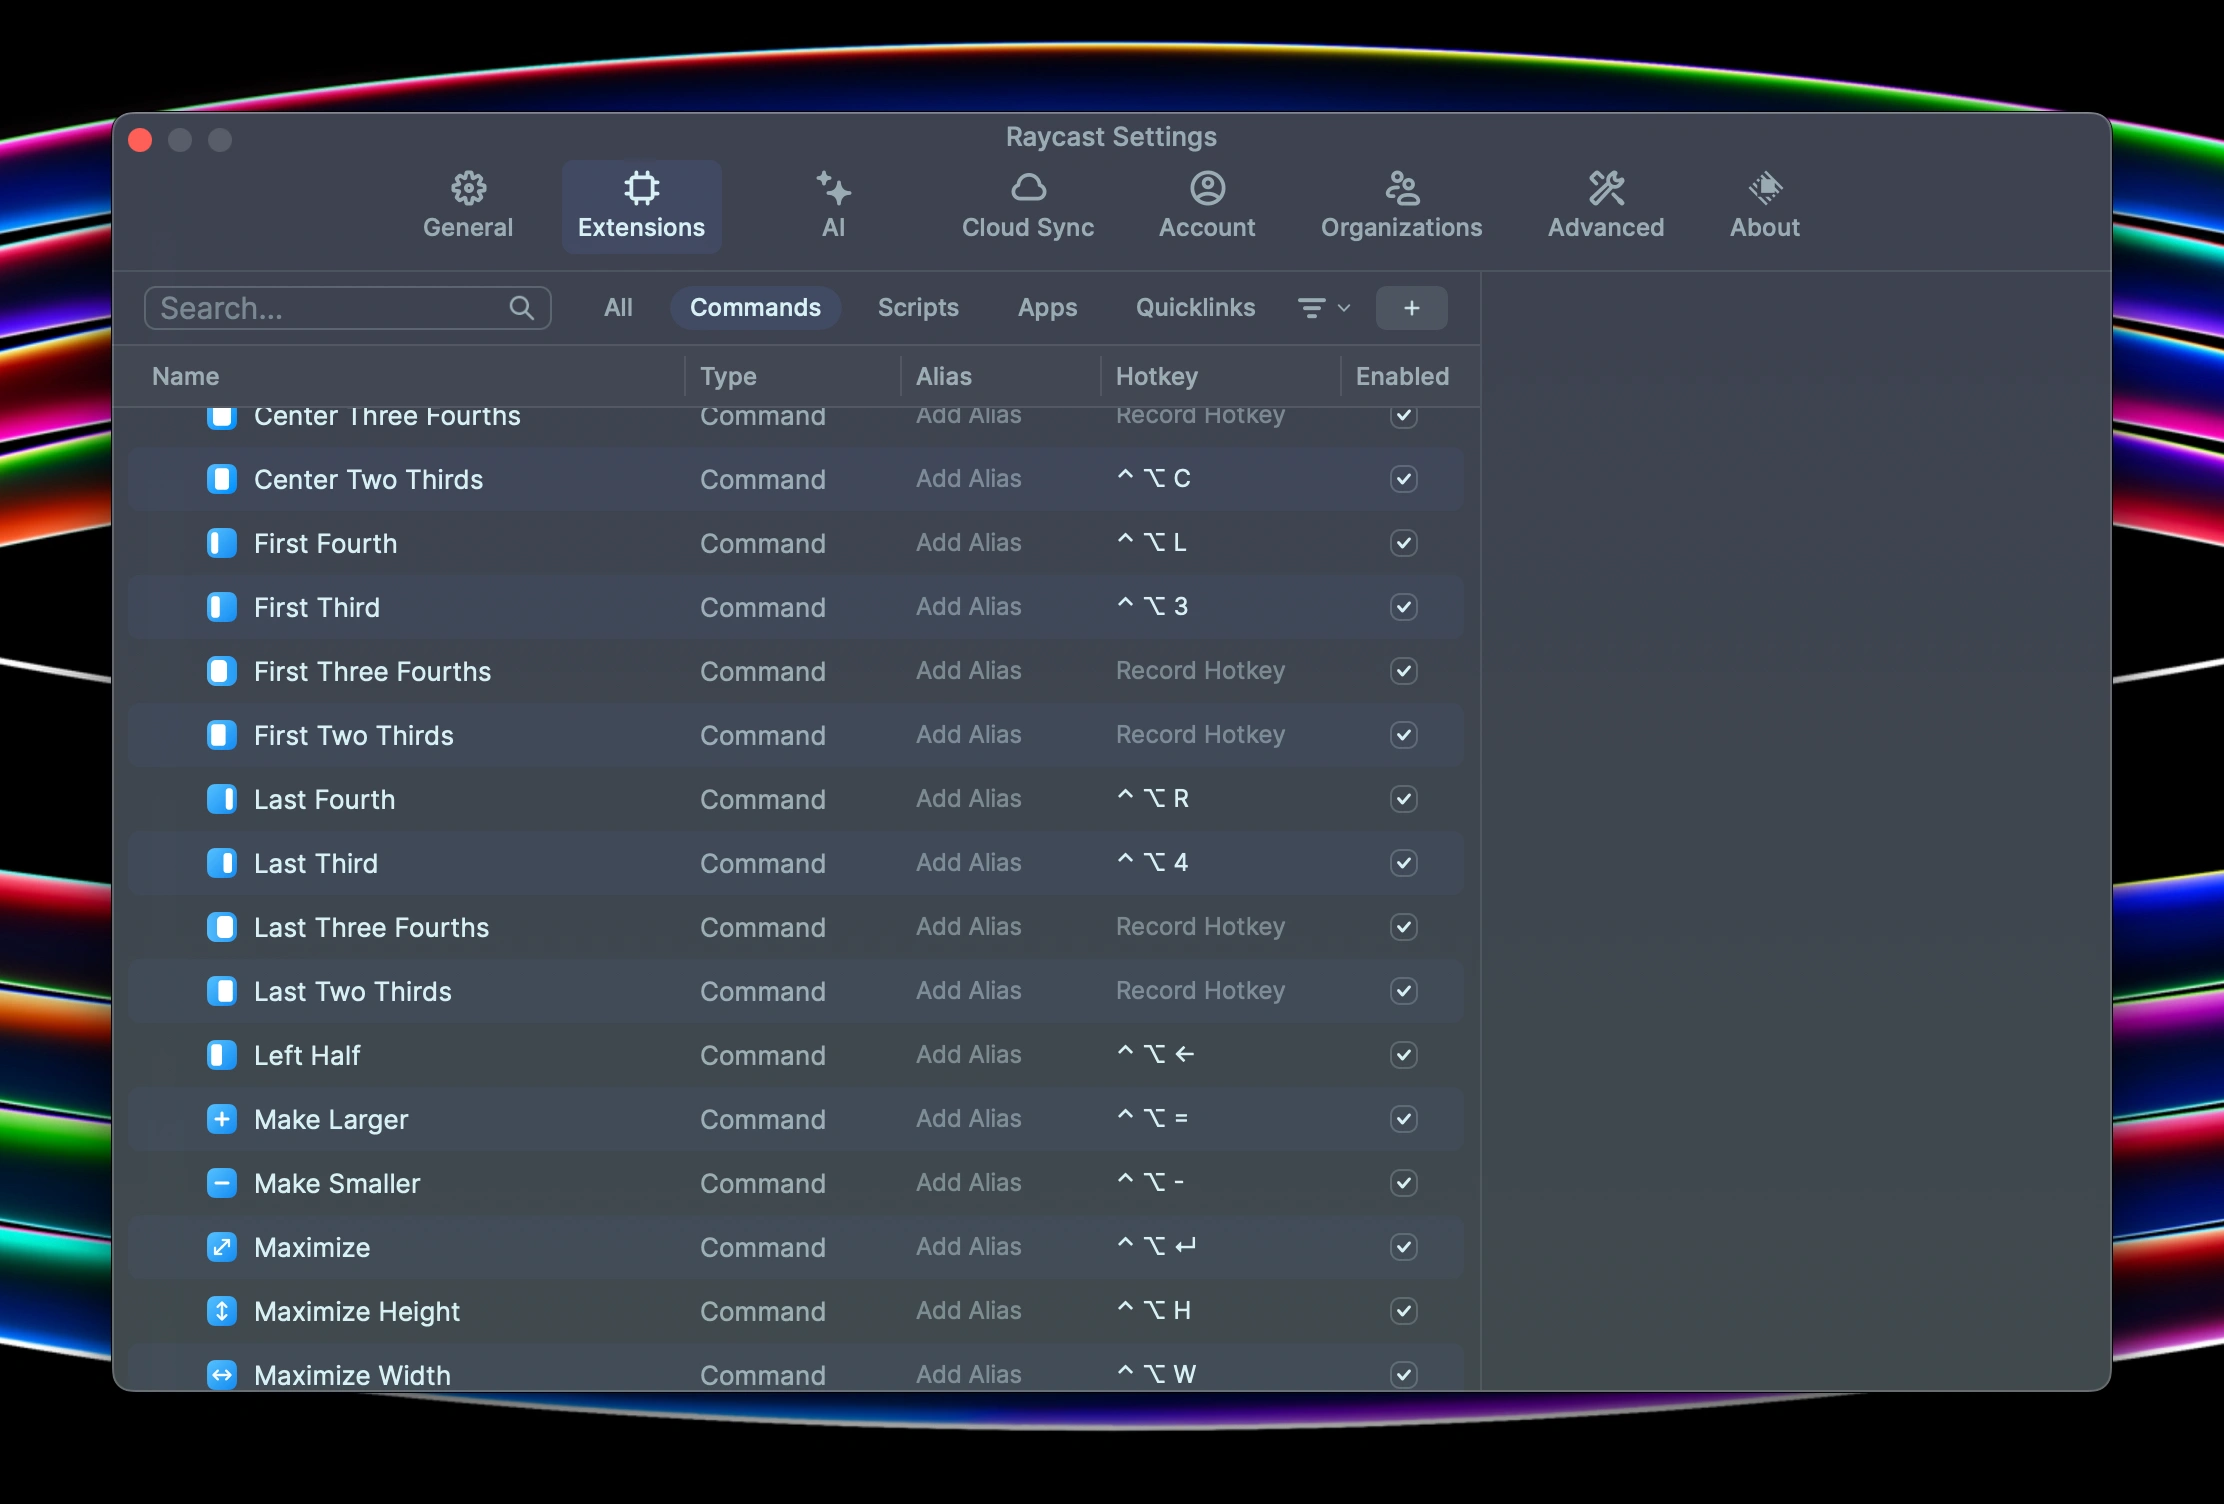 Raycast Settings
General Extensions AI Cloud Sync Account Organizations Advanced About
Search... All Commands Scripts Apps Quicklinks +
Name Type Alias Hotkey Enabled
Center Three Fourths Command Add Alias Record Hotkey
Center Two Thirds Command Add Alias ⌃ ⌥ C
First Fourth Command Add Alias ⌃ ⌥ L
First Third Command Add Alias ⌃ ⌥ 3
First Three Fourths Command Add Alias Record Hotkey
First Two Thirds Command Add Alias Record Hotkey
Last Fourth Command Add Alias ⌃ ⌥ R
Last Third Command Add Alias ⌃ ⌥ 4
Last Three Fourths Command Add Alias Record Hotkey
Last Two Thirds Command Add Alias Record Hotkey
Left Half Command Add Alias ⌃ ⌥ ←
Make Larger Command Add Alias ⌃ ⌥ =
Make Smaller Command Add Alias ⌃ ⌥ -
Maximize Command Add Alias ⌃ ⌥ ↵
Maximize Height Command Add Alias ⌃ ⌥ H
Maximize Width Command Add Alias ⌃ ⌥ W